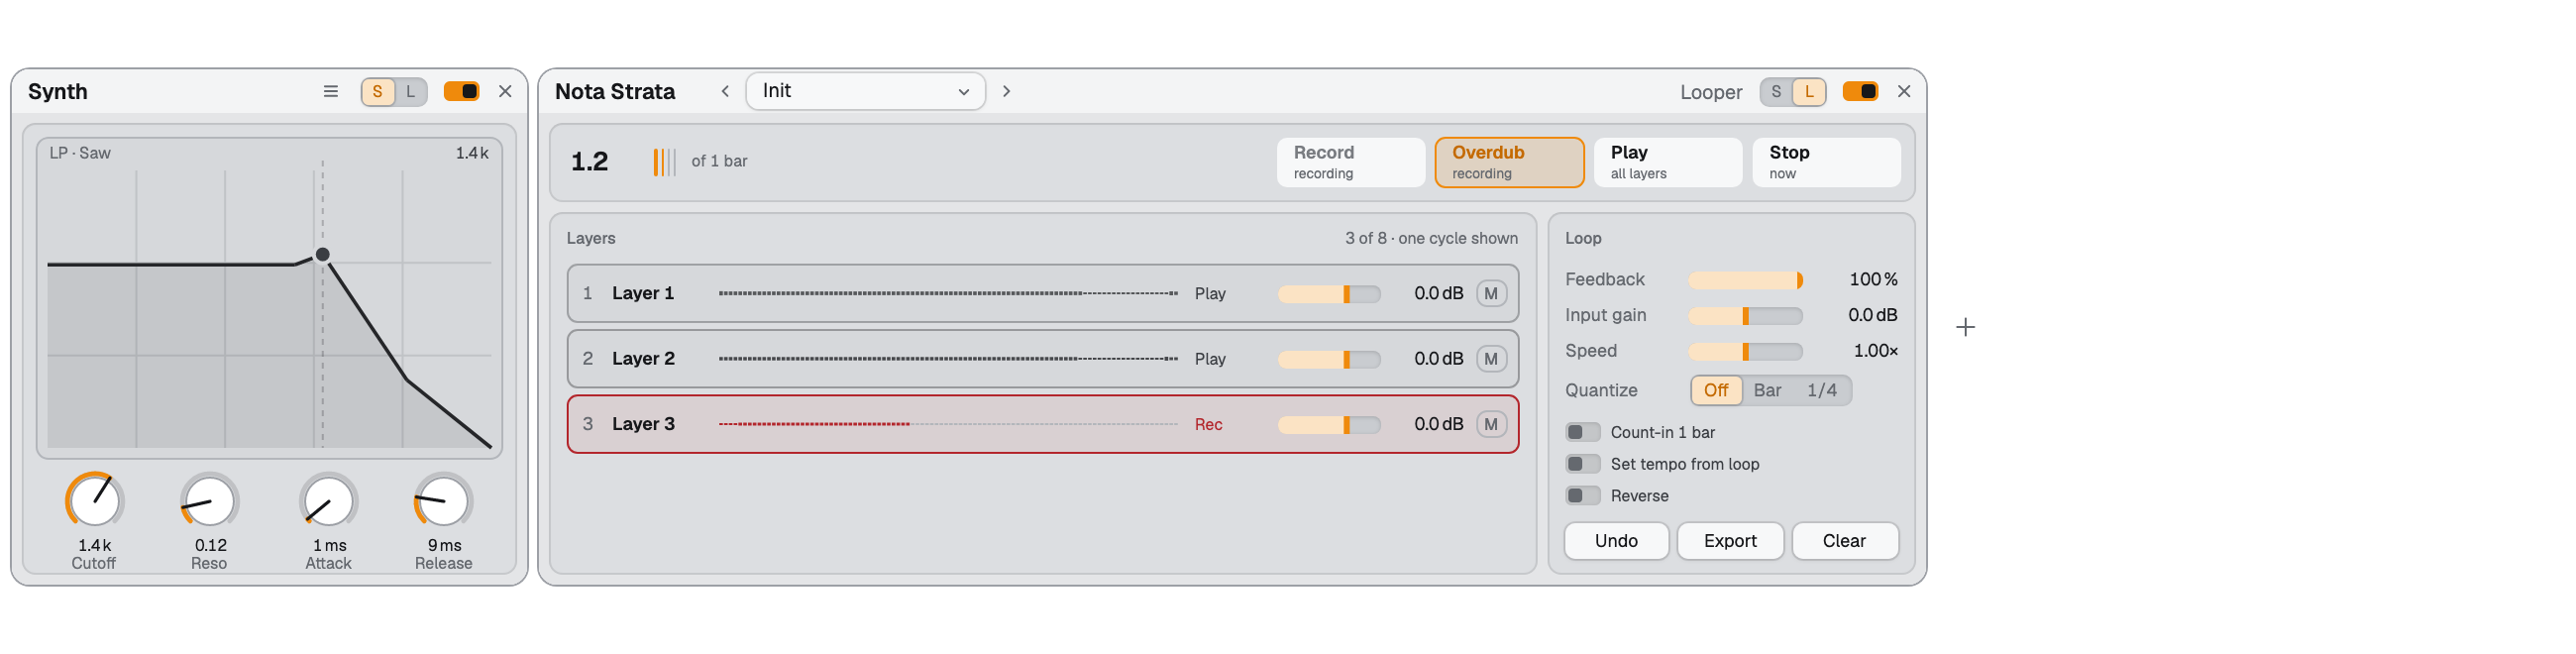 Synth
S L
LP · Saw
1.4 k
1.4 k 0.12 1 ms 9 ms
Cutoff Reso Attack Release
Nota Strata
Init
Looper
S L
1.2
of 1 bar
Record
recording
Overdub
recording
Play
all layers
Stop
now
Layers
3 of 8 · one cycle shown
1 Layer 1 Play 0.0 dB M
2 Layer 2 Play 0.0 dB M
3 Layer 3 Rec 0.0 dB M
Loop
Feedback 100 %
Input gain 0.0 dB
Speed 1.00×
Quantize Off Bar 1/4
Count-in 1 bar
Set tempo from loop
Reverse
Undo Export Clear